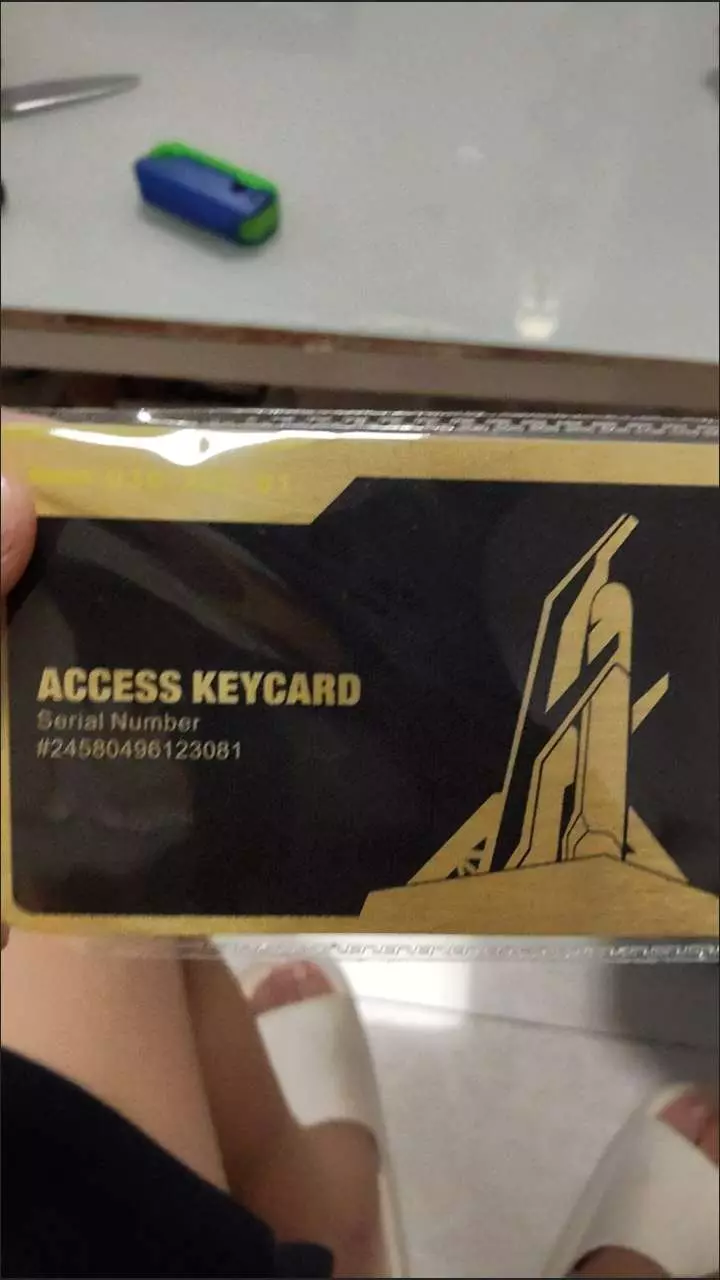 ACCESS KEYCARD
Serial Number
#24580496123081